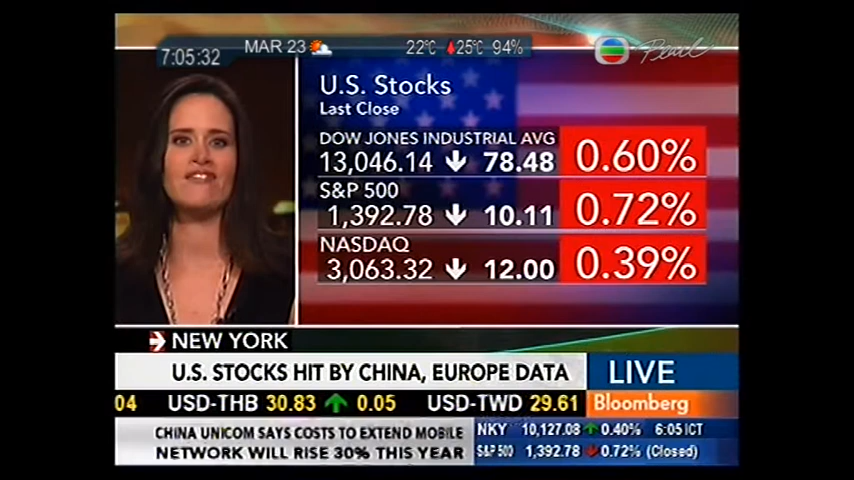 7:05:32 MAR 23 22°C 25°C 94%
Pearl
U.S. Stocks
Last Close
DOW JONES INDUSTRIAL AVG
13,046.14 78.48 0.60%
S&P 500
1,392.78 10.11 0.72%
NASDAQ
3,063.32 12.00 0.39%
NEW YORK
U.S. STOCKS HIT BY CHINA, EUROPE DATA LIVE
04 USD-THB 30.83 0.05 USD-TWD 29.61 Bloomberg
CHINA UNICOM SAYS COSTS TO EXTEND MOBILE
NETWORK WILL RISE 30% THIS YEAR
NKY 10,127.03 0.40% 6:05 ICT
S&P 500 1,392.78 0.72% (Closed)